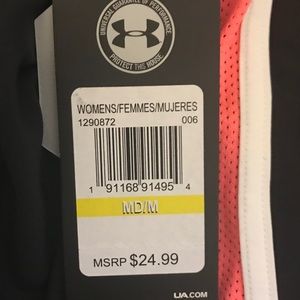 UNIVERSAL GUARANTEE OF PERFORMANCE
PROTECT THIS HOUSE
WOMENS/FEMMES/MUJERES
1290872 006
1 91168 91495 4
MD/M
MSRP $24.99
UA.COM